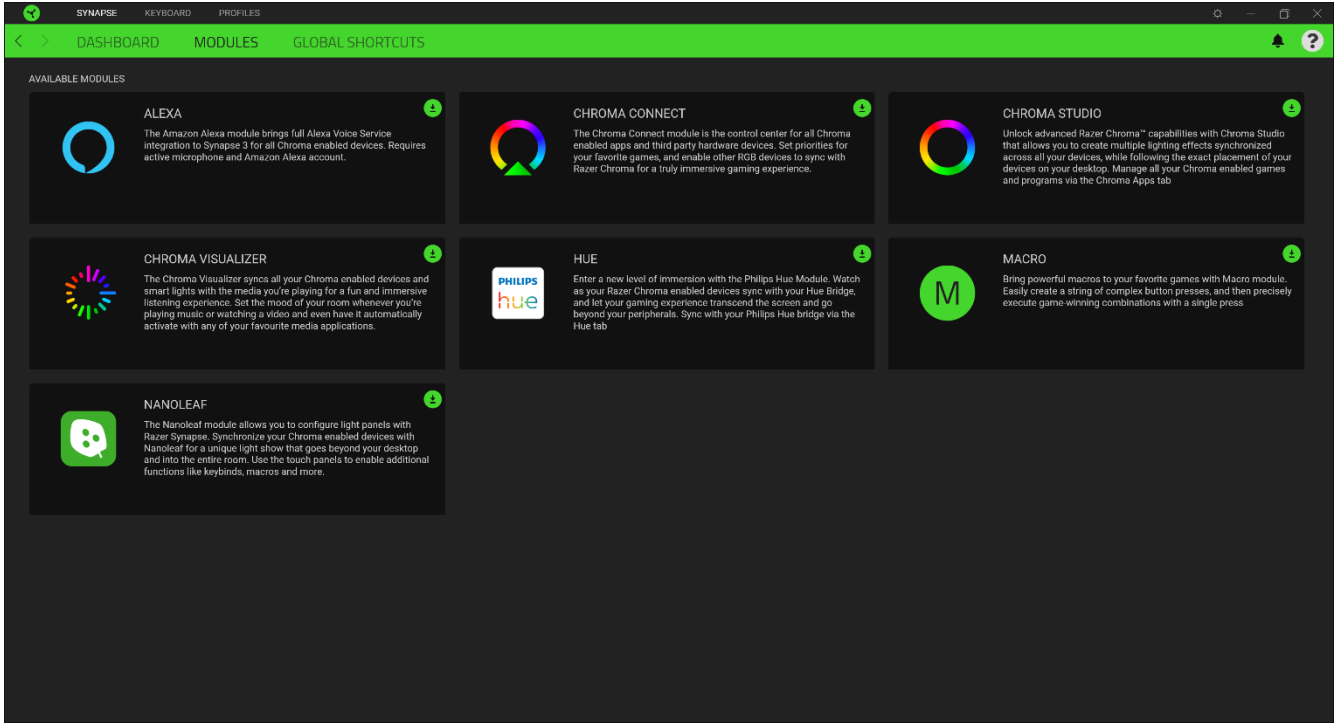 SYNAPSE KEYBOARD PROFILES
DASHBOARD MODULES GLOBAL SHORTCUTS
?
AVAILABLE MODULES
ALEXA
The Amazon Alexa module brings full Alexa Voice Service
integration to Synapse 3 for all Chroma enabled devices. Requires
active microphone and Amazon Alexa account.
CHROMA CONNECT
The Chroma Connect module is the control center for all Chroma
enabled apps and third party hardware devices. Set priorities for
your favorite games, and enable other RGB devices to sync with
Razer Chroma for a truly immersive gaming experience.
CHROMA STUDIO
Unlock advanced Razer Chroma™ capabilities with Chroma Studio
that allows you to create multiple lighting effects synchronized
across all your devices, while following the exact placement of your
devices on your desktop. Manage all your Chroma enabled games
and programs via the Chroma Apps tab
CHROMA VISUALIZER
The Chroma Visualizer syncs all your Chroma enabled devices and
smart lights with the media you're playing for a fun and immersive
listening experience. Set the mood of your room whenever you're
playing music or watching a video and even have it automatically
activate with any of your favourite media applications.
PHILIPS
hue
HUE
Enter a new level of immersion with the Philips Hue Module. Watch
as your Razer Chroma enabled devices sync with your Hue Bridge,
and let your gaming experience transcend the screen and go
beyond your peripherals. Sync with your Philips Hue bridge via the
Hue tab
M
MACRO
Bring powerful macros to your favorite games with Macro module.
Easily create a string of complex button presses, and then precisely
execute game-winning combinations with a single press
NANOLEAF
The Nanoleaf module allows you to configure light panels with
Razer Synapse. Synchronize your Chroma enabled devices with
Nanoleaf for a unique light show that goes beyond your desktop
and into the entire room. Use the touch panels to enable additional
functions like keybinds, macros and more.